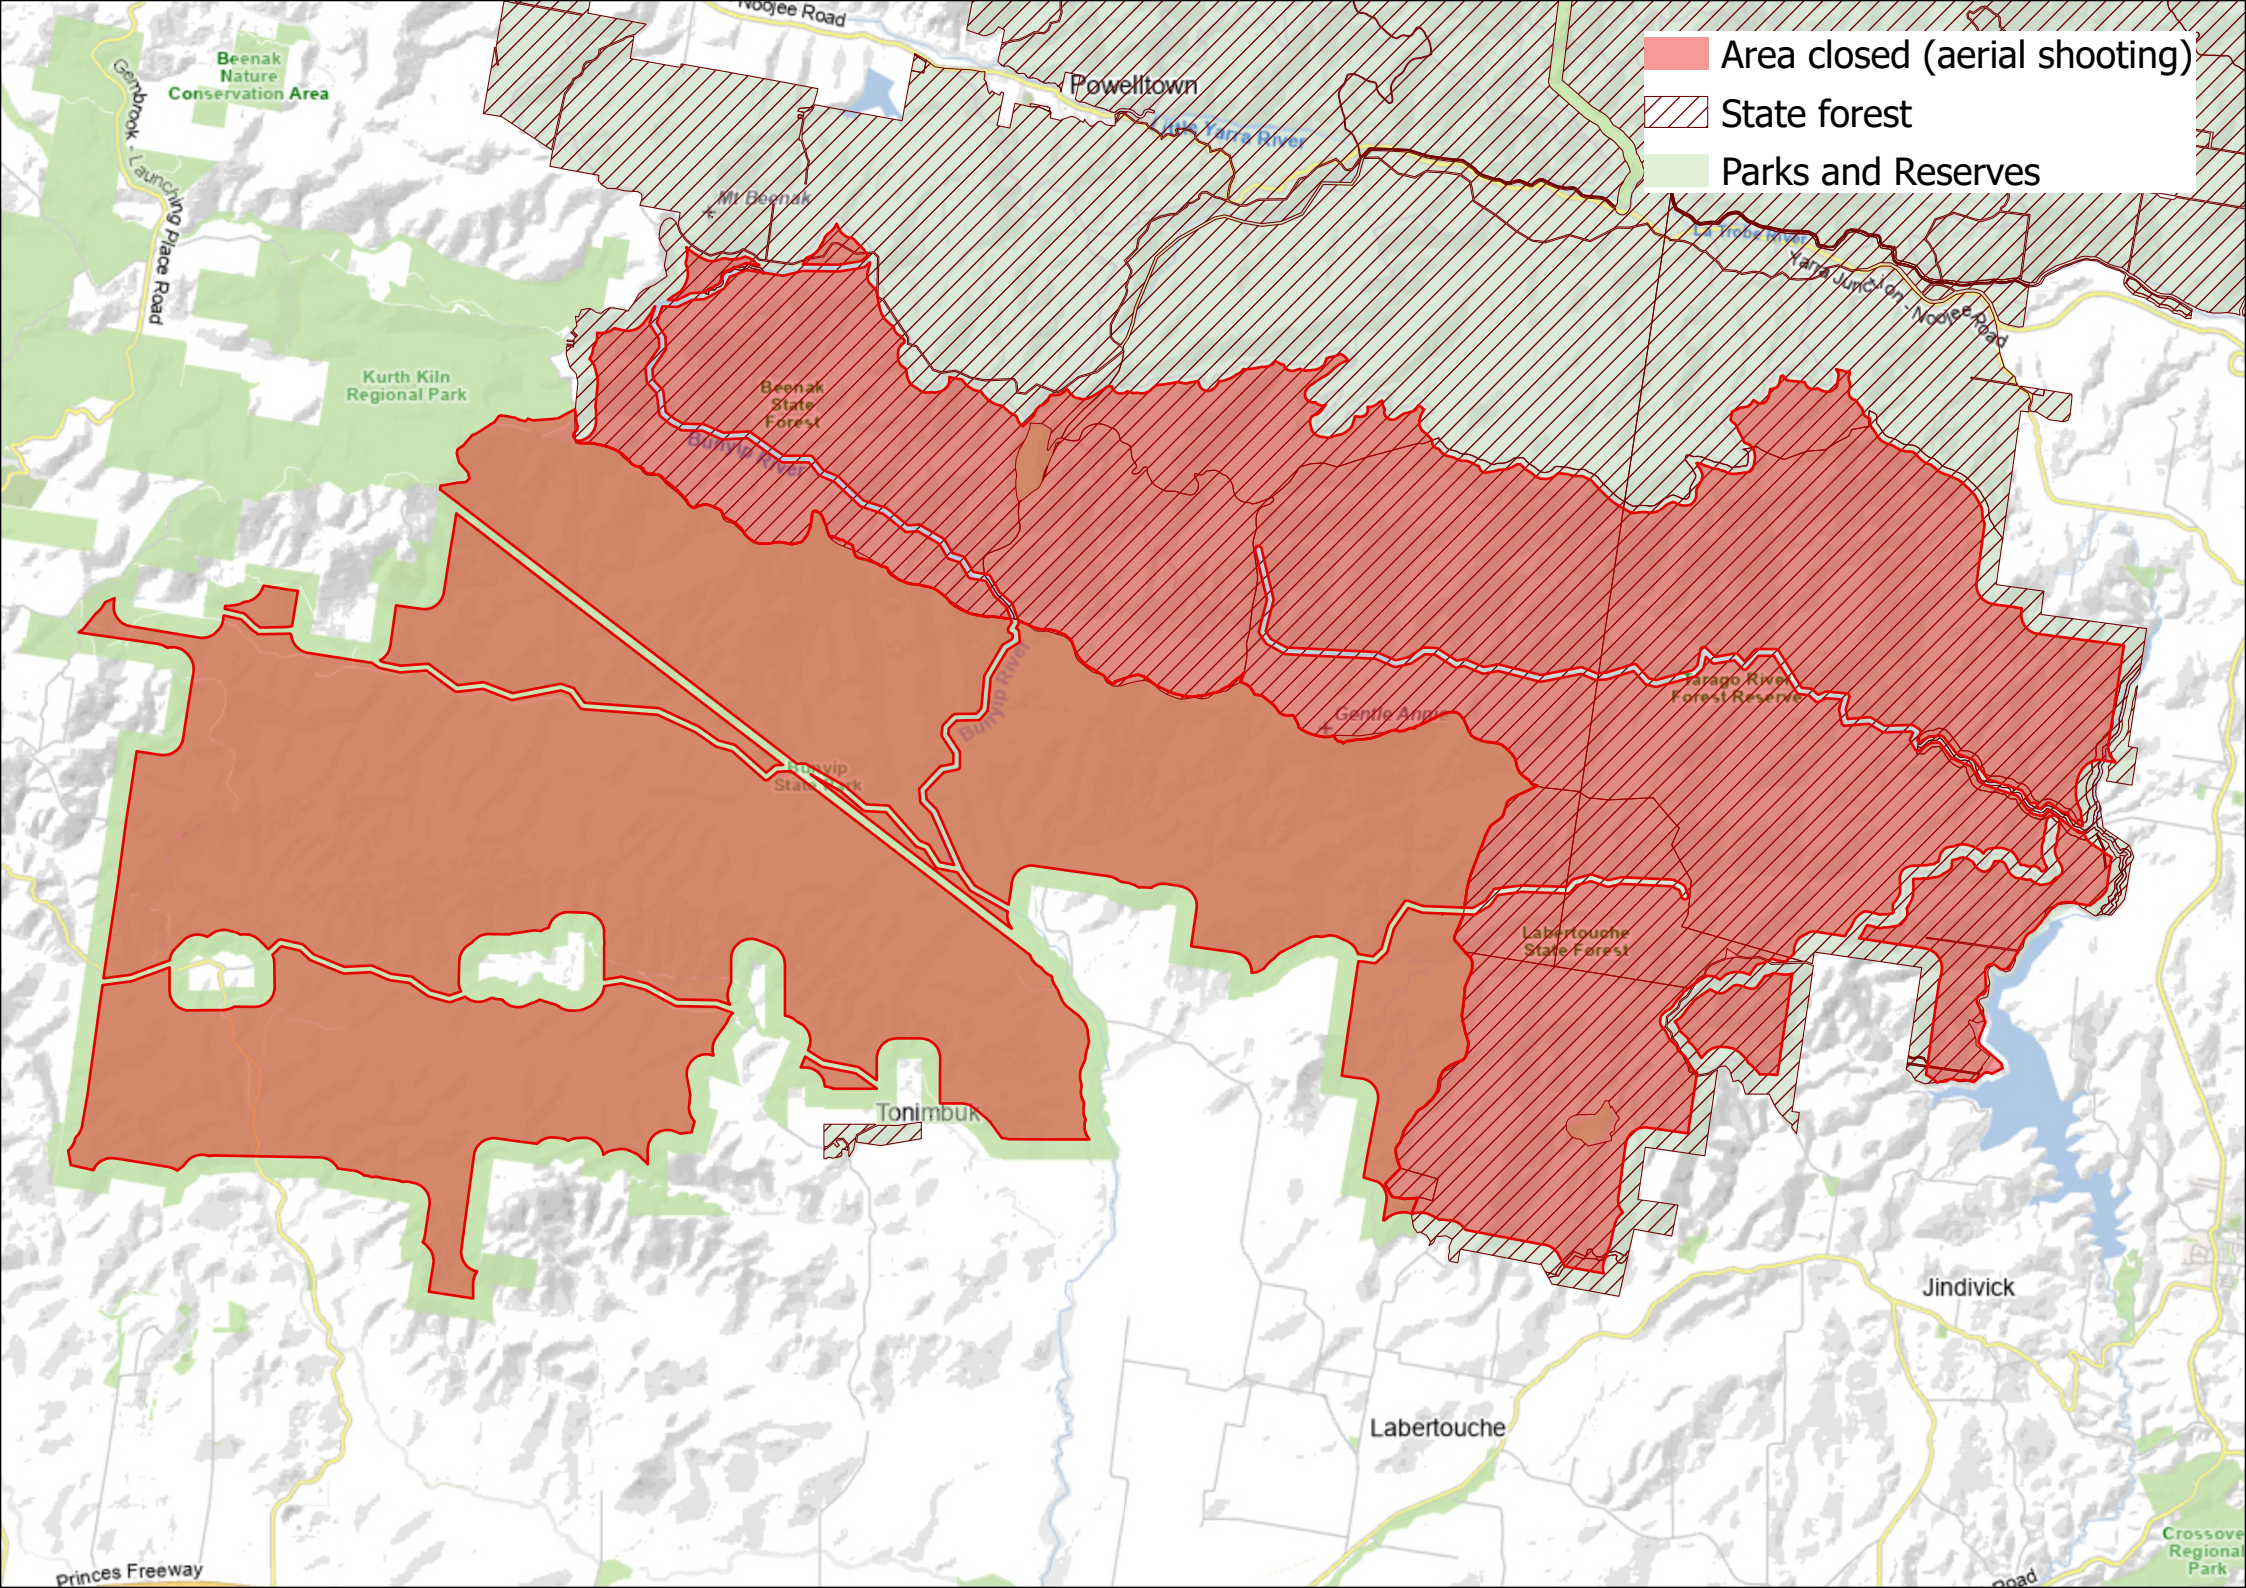 Noojee Road
Area closed (aerial shooting)
State forest
Parks and Reserves
Beenak
Nature
Conservation Area
Gembrook - Launching Place Road
Powelltown
Little Yarra River
Mt Beenak
La Trobe River
Yarra Junction - Noojee Road
Kurth Kiln
Regional Park
Beenak
State
Forest
Bunyip River
Bunyip River
Tarago River
Forest Reserve
Gentle Annie
Bunyip
State Park
Labertouche
State Forest
Tonimbuk
Jindivick
Labertouche
Crossove
Regional
Park
Princes Freeway
Road